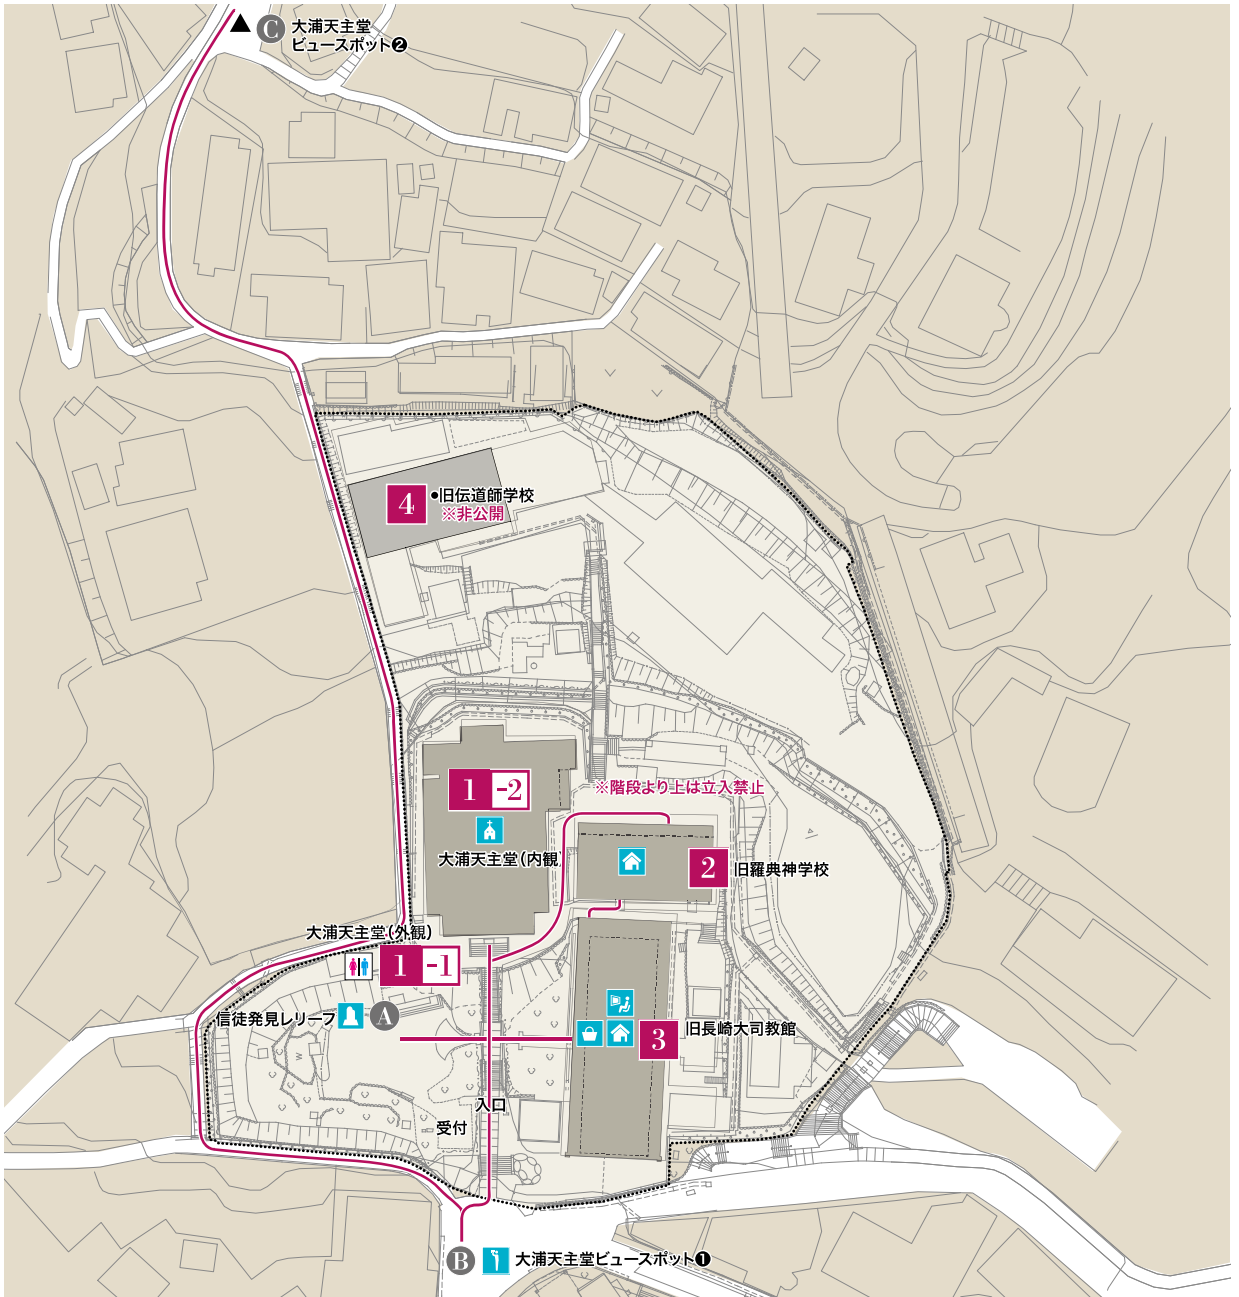 C 大浦天主堂
ビュースポット❷
4 ●旧伝道師学校
※非公開
1 -2
※階段より上は立入禁止
大浦天主堂(内観
2 旧羅典神学校
大浦天主堂(外観)
1 -1
信徒発見レリーフ A
3 旧長崎大司教館
入口
受付
B 大浦天主堂ビュースポット❶